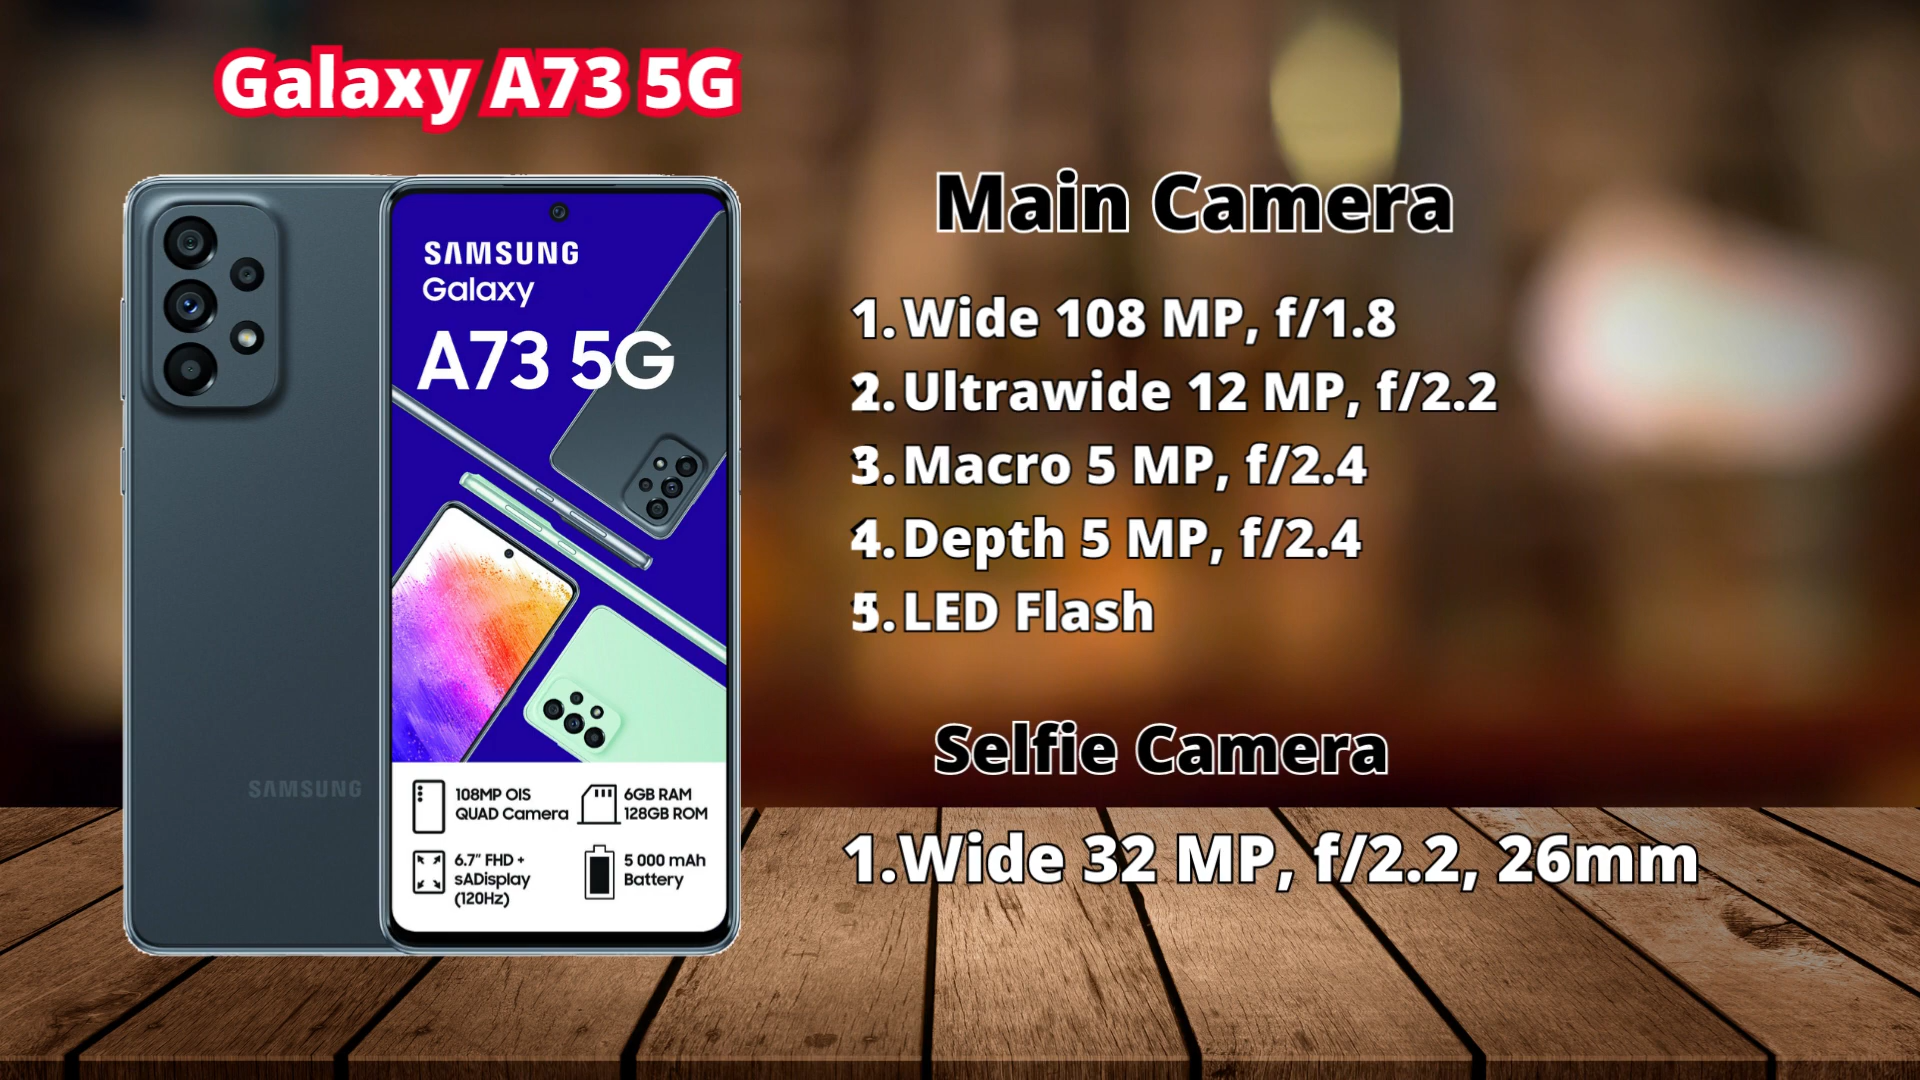 Galaxy A73 5G
SAMSUNG
Galaxy
A73 5G
108MP OIS
QUAD Camera
6GB RAM
128GB ROM
6.7" FHD +
sADisplay
(120Hz)
5 000 mAh
Battery
SAMSUNG
Main Camera
1. Wide 108 MP, f/1.8
2. Ultrawide 12 MP, f/2.2
3. Macro 5 MP, f/2.4
4. Depth 5 MP, f/2.4
5. LED Flash
Selfie Camera
1.Wide 32 MP, f/2.2, 26mm